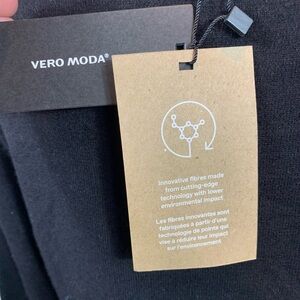 VERO MODA®
Innovative fibres made
from cutting-edge
technology with lower
environmental impact
Les fibres innovantes sont
fabriquées à partir d'une
technologie de pointe qui
vise à réduire leur impact
sur l'environnement